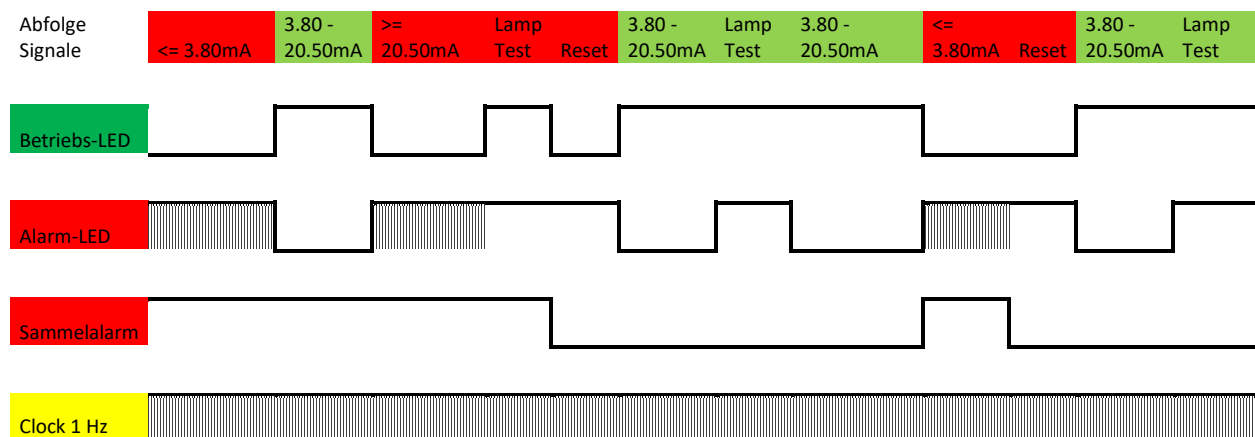 Abfolge 3.80 - >= Lamp 3.80 - Lamp 3.80 - <= 3.80 - Lamp
Signale <= 3.80mA 20.50mA 20.50mA Test Reset 20.50mA Test 20.50mA 3.80mA Reset 20.50mA Test
Betriebs-LED
Alarm-LED
Sammelalarm
Clock 1 Hz